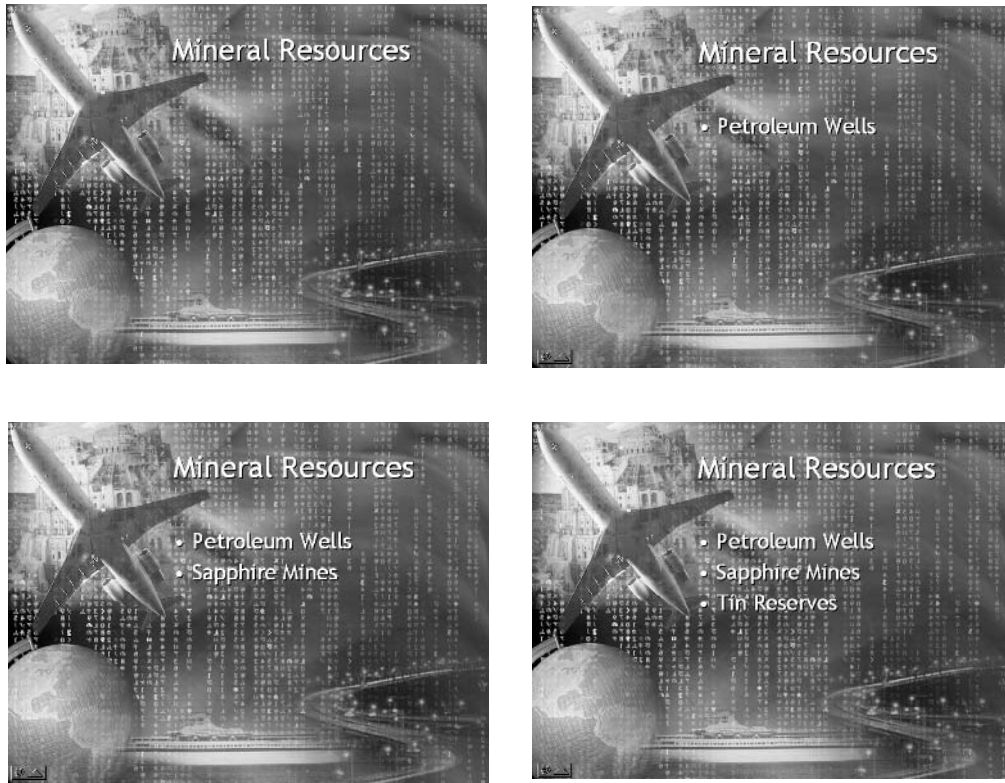 Mineral Resources
Mineral Resources
• Petroleum Wells
Mineral Resources
• Petroleum Wells
• Sapphire Mines
Mineral Resources
• Petroleum Wells
• Sapphire Mines
• Tin Reserves